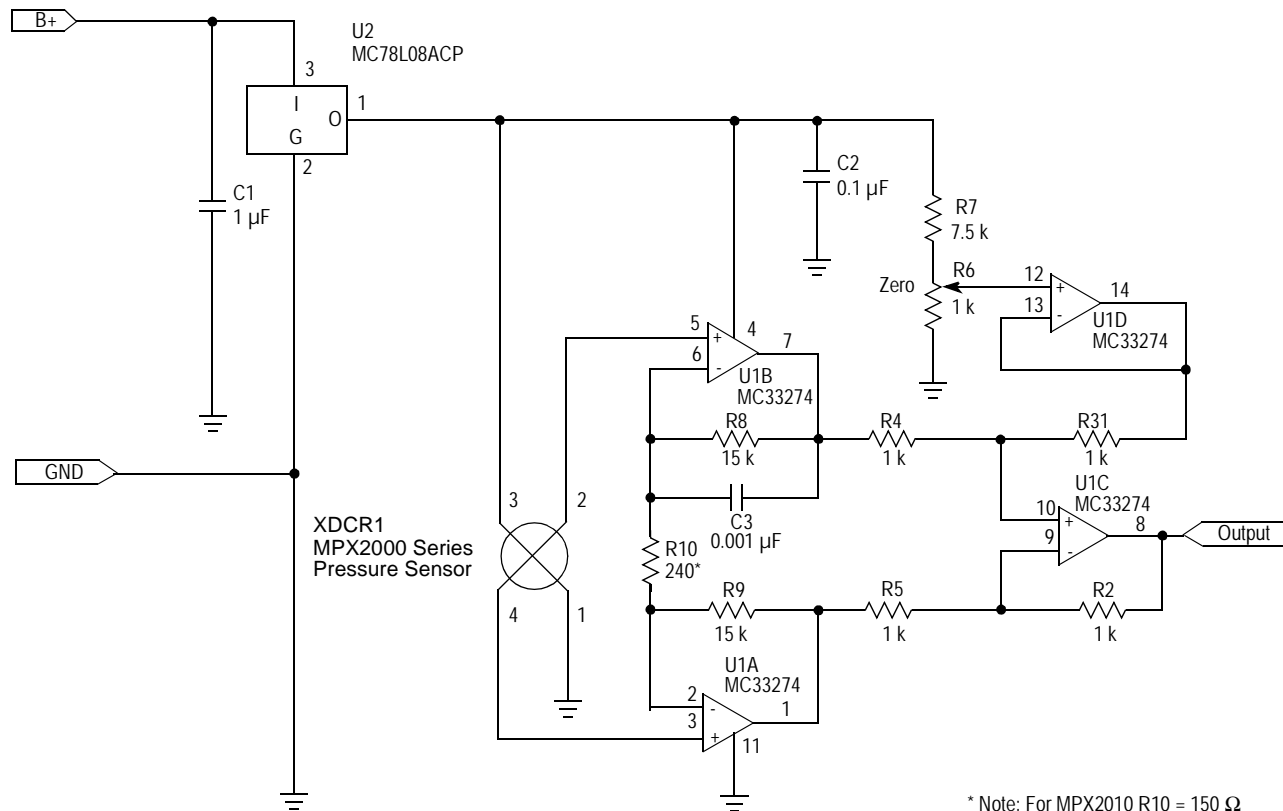 B+
U2
MC78L08ACP
3
I
O
1
G
2
C1
1 µF
C2
0.1 µF
R7
7.5 k
Zero
R6
1 k
12
+
13
-
14
U1D
MC33274
5
+
4
6
-
7
U1B
MC33274
R8
15 k
R4
1 k
R31
1 k
GND
C3
0.001 µF
U1C
MC33274
10
+
9
-
8
Output
XDCR1
MPX2000 Series
Pressure Sensor
3
2
4
1
R10
240*
R9
15 k
R5
1 k
R2
1 k
U1A
MC33274
2
-
3
+
1
11
* Note: For MPX2010 R10 = 150 Ω